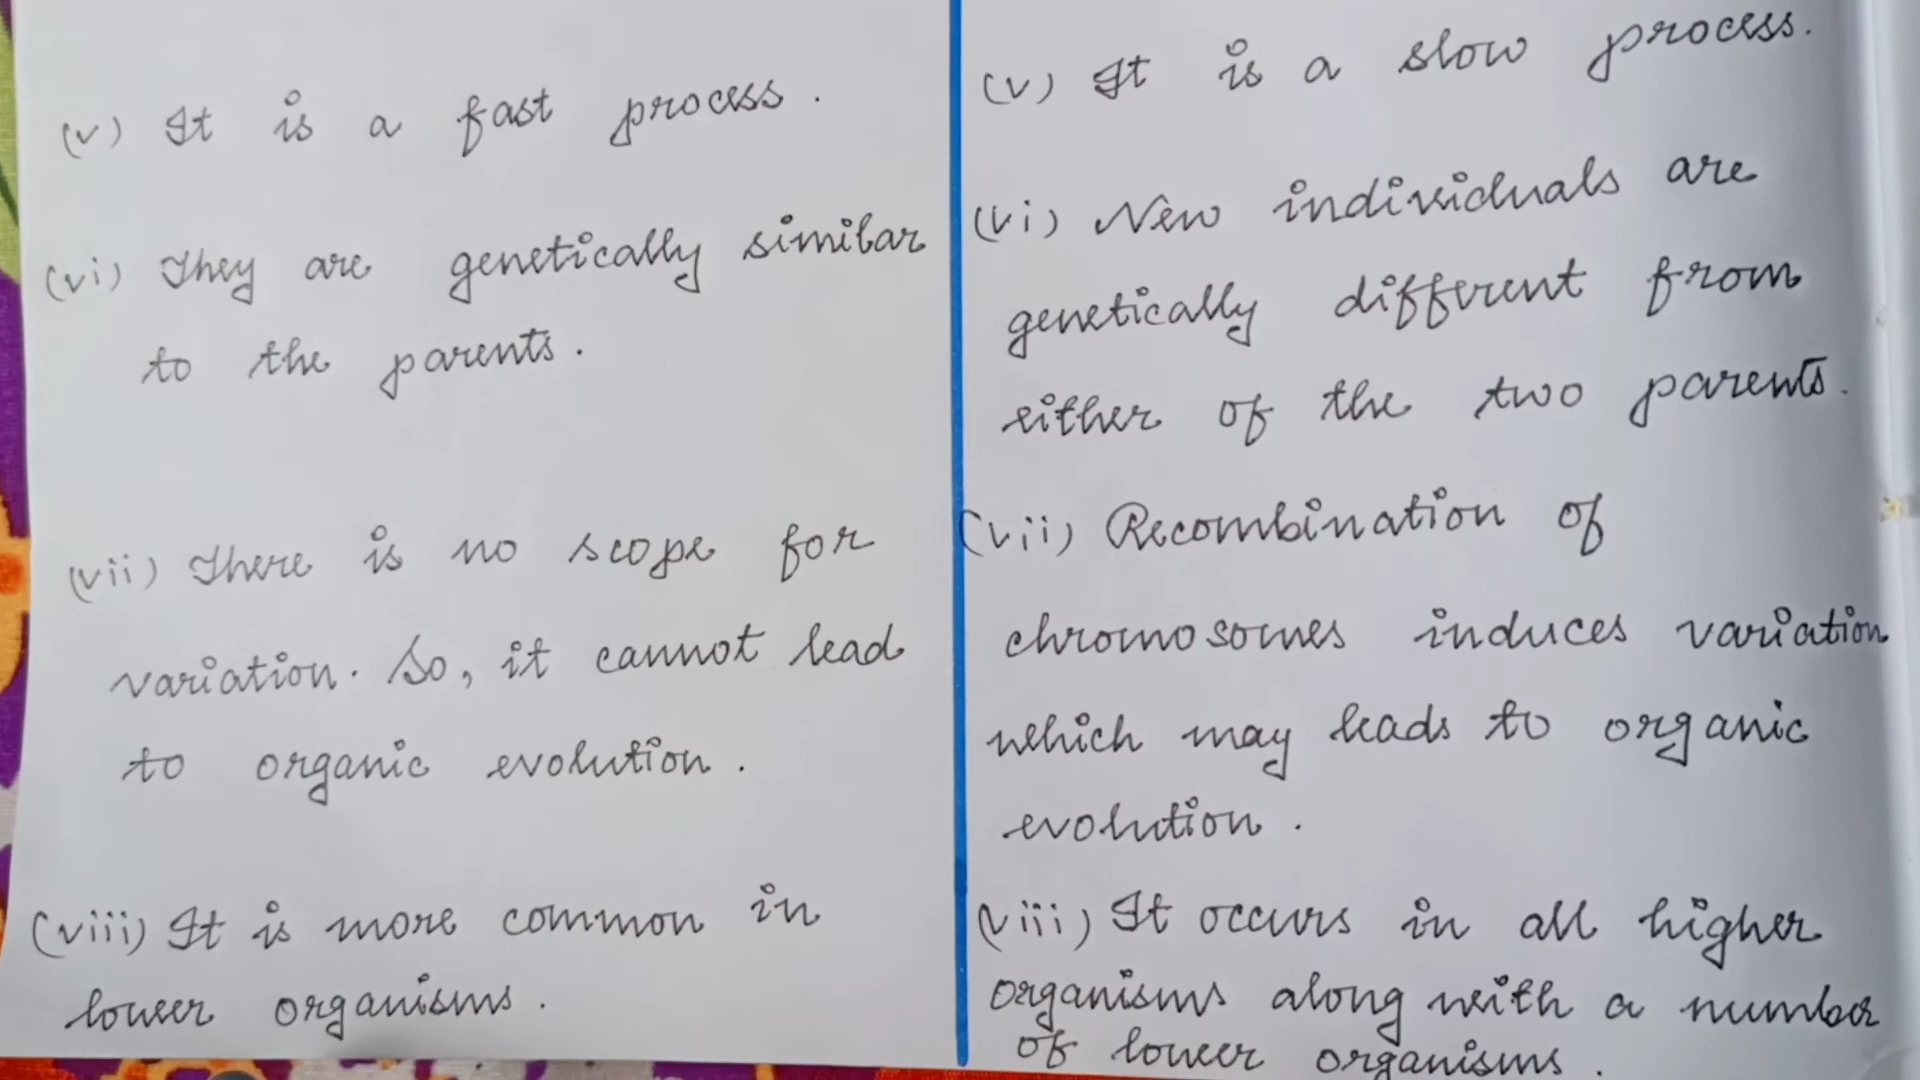 (v) It is a fast process.
(vi) They are genetically similar
to the parents.
(vii) There is no scope for
variation. So, it cannot lead
to organic evolution.
(viii) It is more common in
lower organisms.
(v) It is a slow process.
(vi) New individuals are
genetically different from
either of the two parents.
(vii) Recombination of
chromosomes induces variation
which may leads to organic
evolution.
(viii) It occurs in all higher
organisms along with a number
of lower organisms.